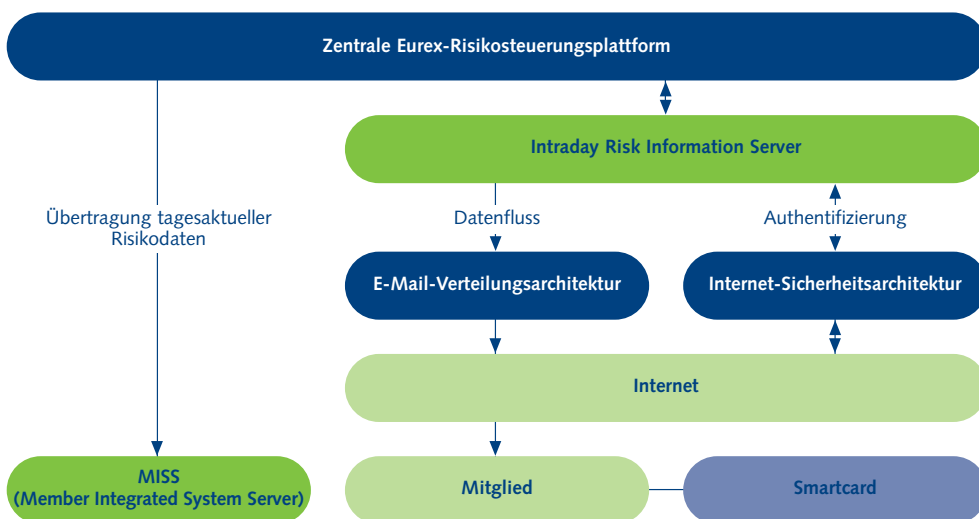 Zentrale Eurex-Risikosteuerungsplattform
Intraday Risk Information Server
Übertragung tagesaktueller
Risikodaten
Datenfluss
Authentifizierung
E-Mail-Verteilungsarchitektur
Internet-Sicherheitsarchitektur
Internet
MISS
(Member Integrated System Server)
Mitglied
Smartcard